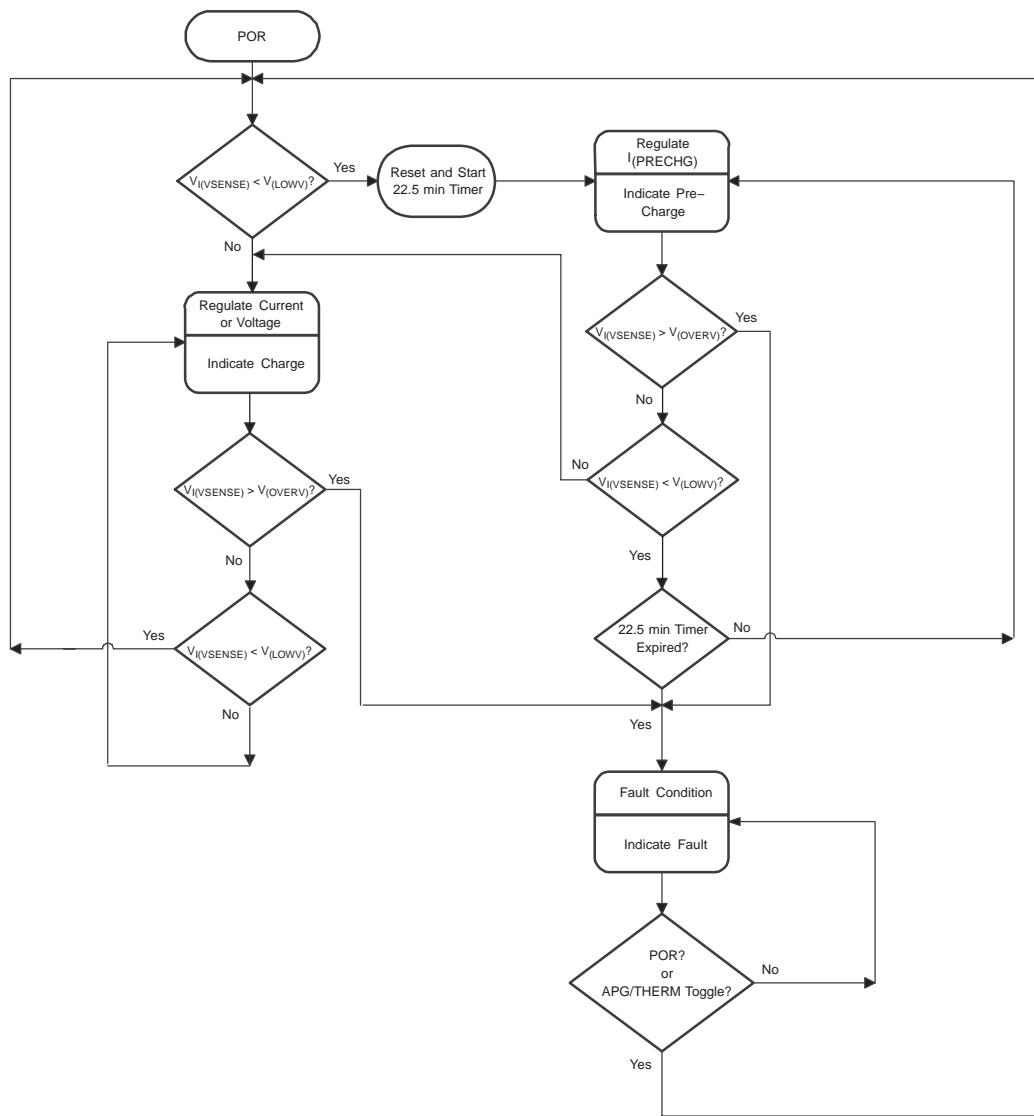 POR
V_I(VSENSE) < V_(LOWV)?
Yes
No
Reset and Start
22.5 min Timer
Regulate
I_(PRECHG)
Indicate Pre–
Charge
V_I(VSENSE) > V_(OVERV)?
Yes
No
V_I(VSENSE) < V_(LOWV)?
No
Yes
22.5 min Timer
Expired?
No
Yes
Regulate Current
or Voltage
Indicate Charge
V_I(VSENSE) > V_(OVERV)?
Yes
No
V_I(VSENSE) < V_(LOWV)?
Yes
No
Fault Condition
Indicate Fault
POR?
or
APG/THERM Toggle?
No
Yes